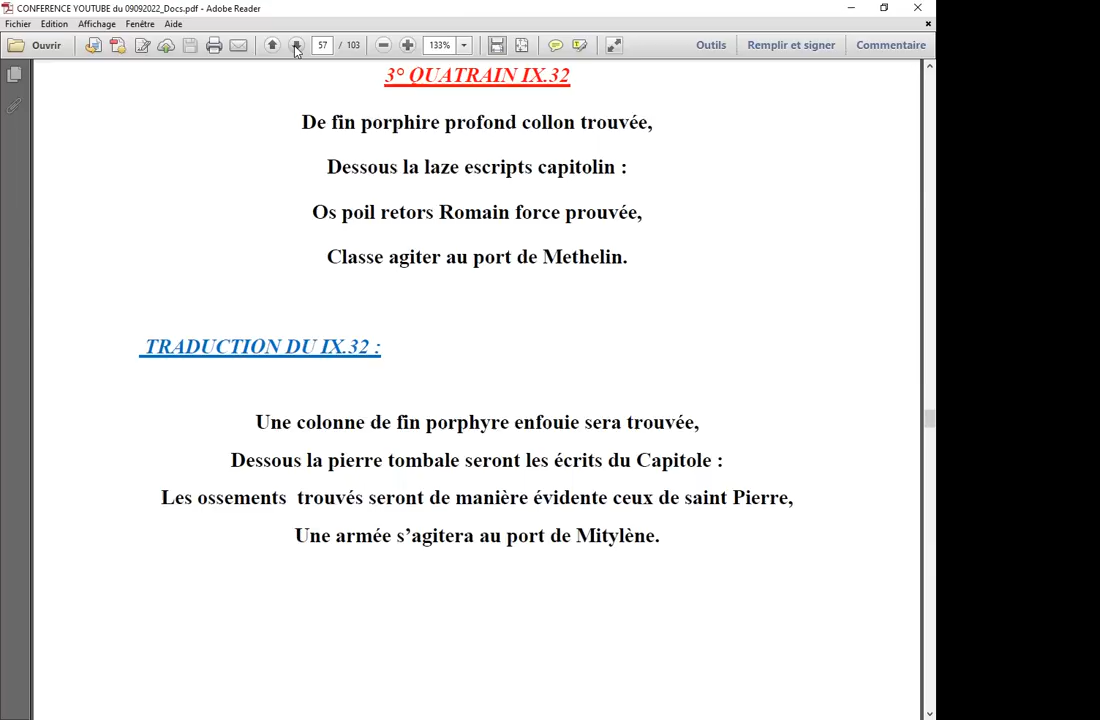 CONFERENCE YOUTUBE du 09092022_Docs.pdf - Adobe Reader
Fichier Edition Affichage Fenêtre Aide
Ouvrir 57 / 103 133% Outils Remplir et signer Commentaire
3° QUATRAIN IX.32
De fin porphire profond collon trouvée,
Dessous la laze escripts capitolin :
Os poil retors Romain force prouvée,
Classe agiter au port de Methelin.
TRADUCTION DU IX.32 :
Une colonne de fin porphyre enfouie sera trouvée,
Dessous la pierre tombale seront les écrits du Capitole :
Les ossements trouvés seront de manière évidente ceux de saint Pierre,
Une armée s’agitera au port de Mitylène.